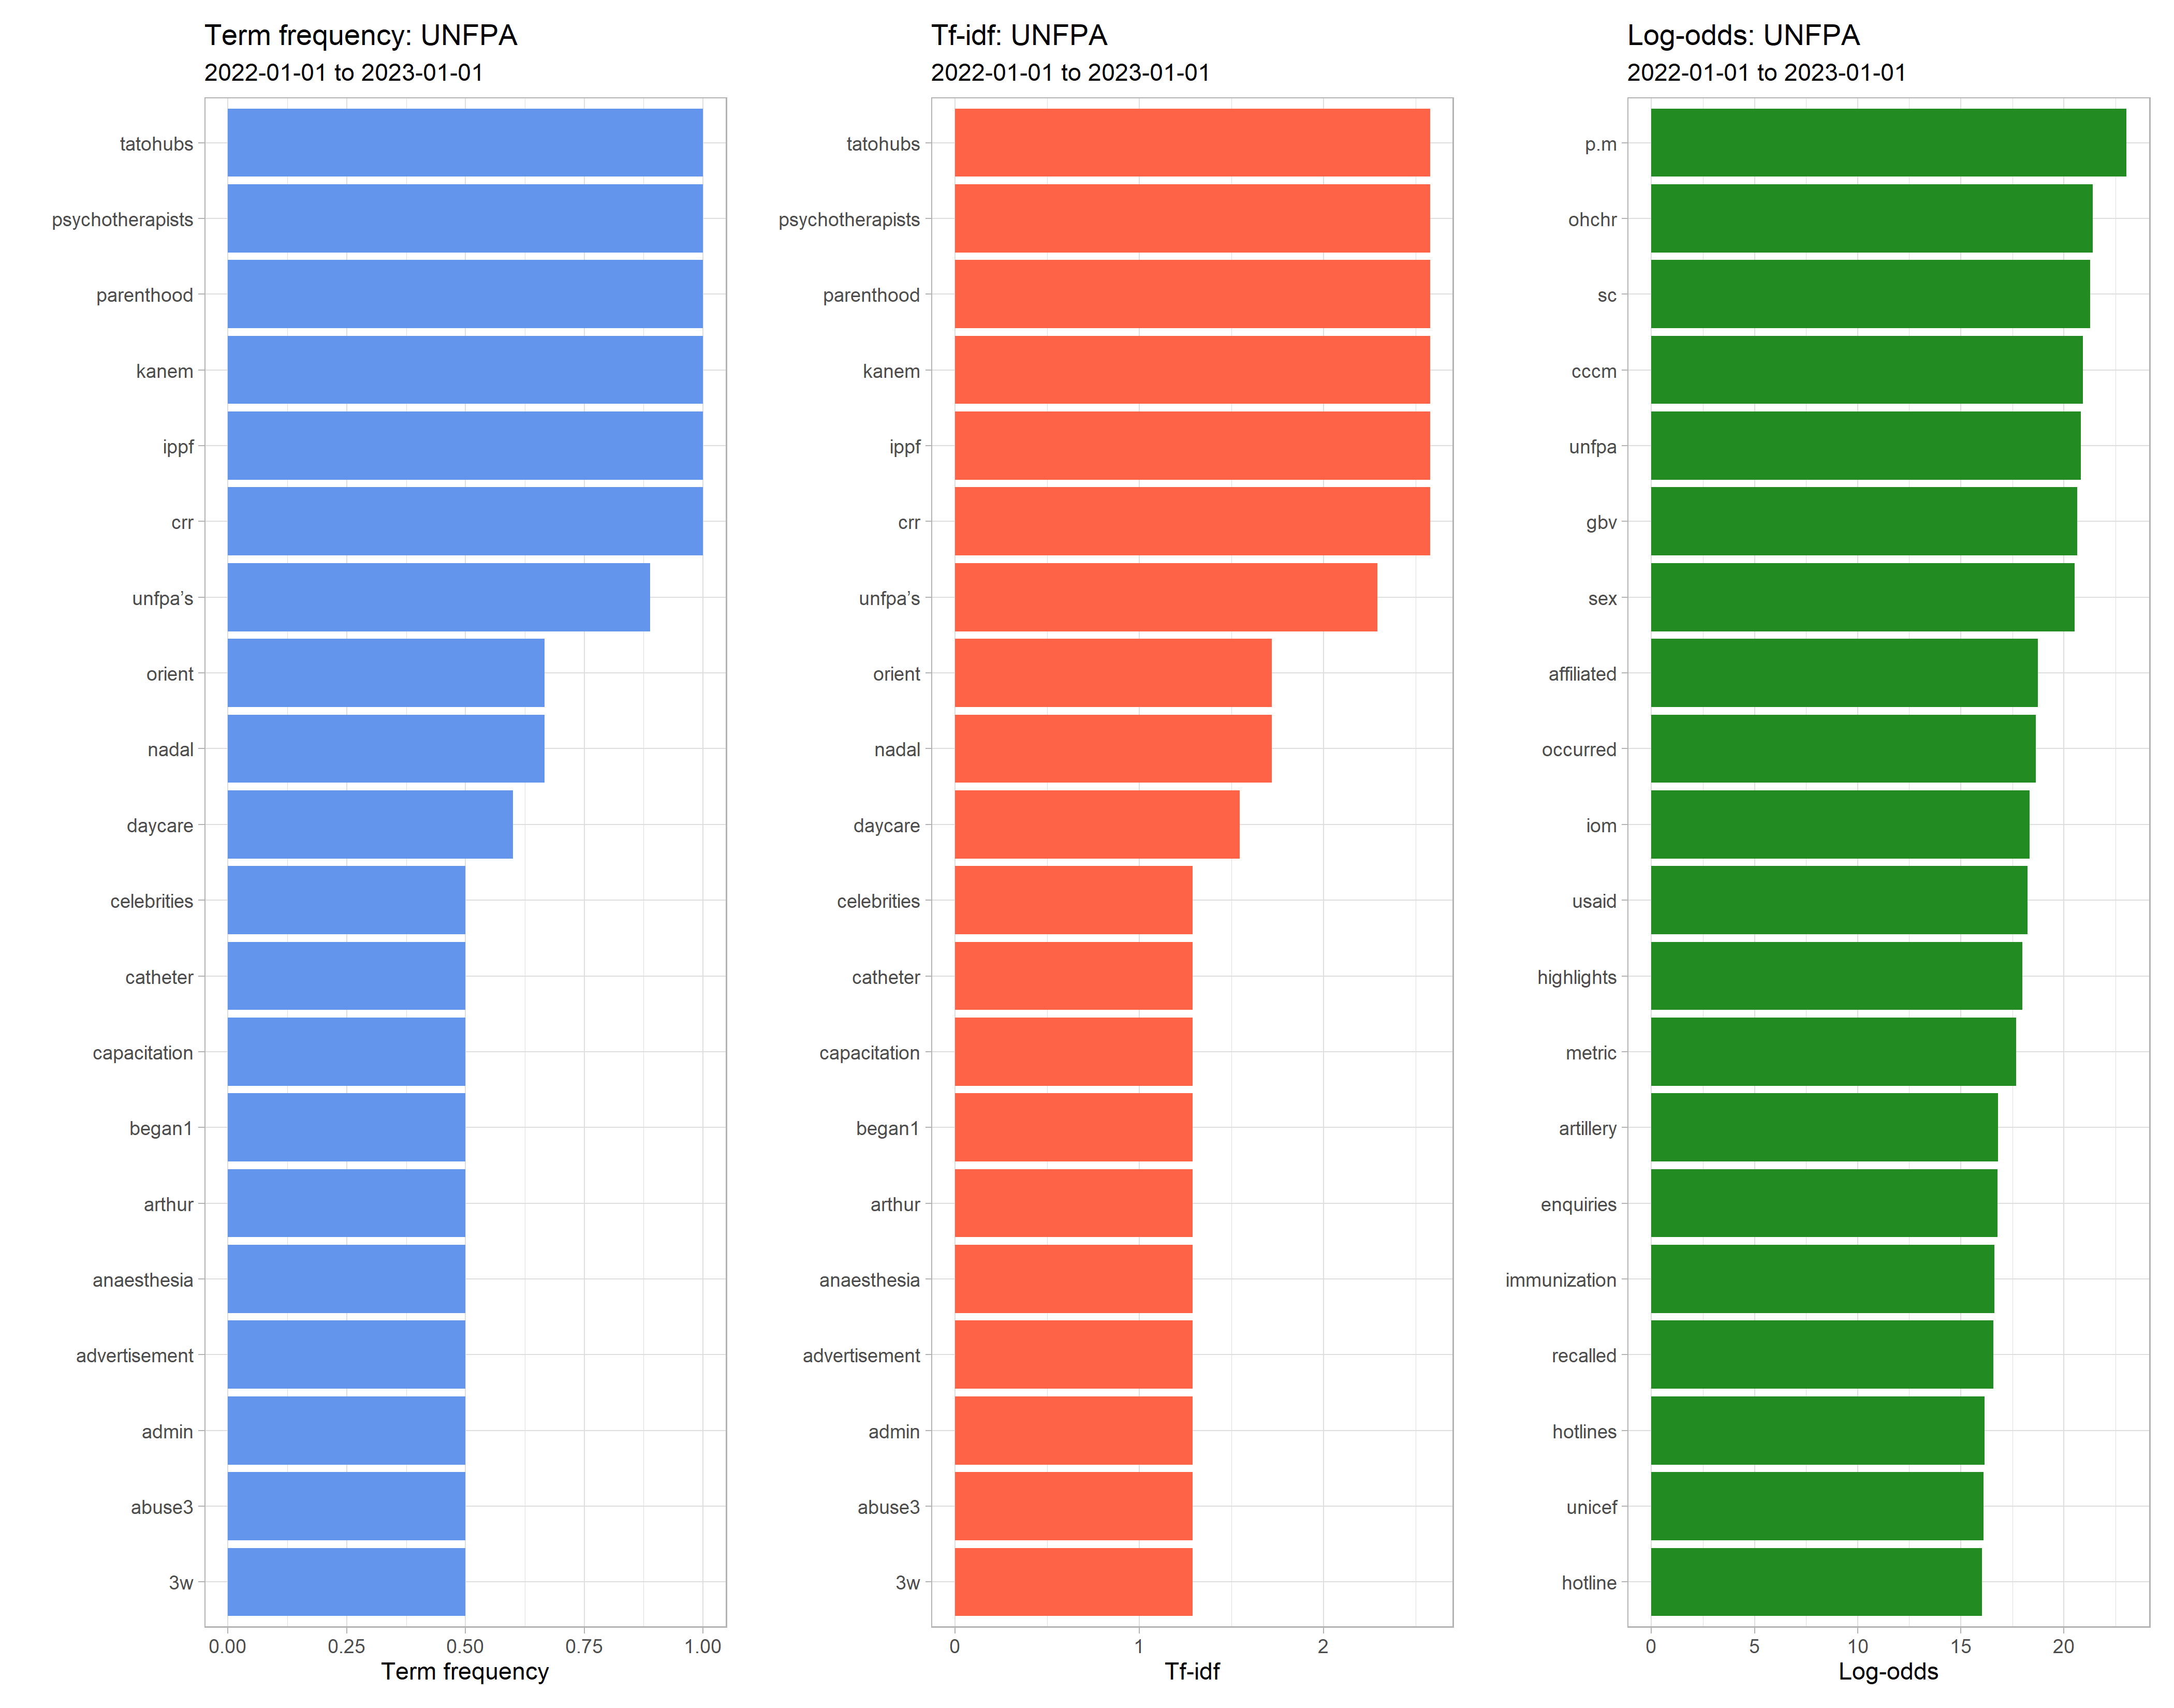 Term frequency: UNFPA
2022-01-01 to 2023-01-01
tatohubs
psychotherapists
parenthood
kanem
ippf
crr
unfpa’s
orient
nadal
daycare
celebrities
catheter
capacitation
began1
arthur
anaesthesia
advertisement
admin
abuse3
3w
0.00 0.25 0.50 0.75 1.00
Term frequency
Tf-idf: UNFPA
2022-01-01 to 2023-01-01
tatohubs
psychotherapists
parenthood
kanem
ippf
crr
unfpa’s
orient
nadal
daycare
celebrities
catheter
capacitation
began1
arthur
anaesthesia
advertisement
admin
abuse3
3w
0 1 2
Tf-idf
Log-odds: UNFPA
2022-01-01 to 2023-01-01
p.m
ohchr
sc
cccm
unfpa
gbv
sex
affiliated
occurred
iom
usaid
highlights
metric
artillery
enquiries
immunization
recalled
hotlines
unicef
hotline
0 5 10 15 20
Log-odds